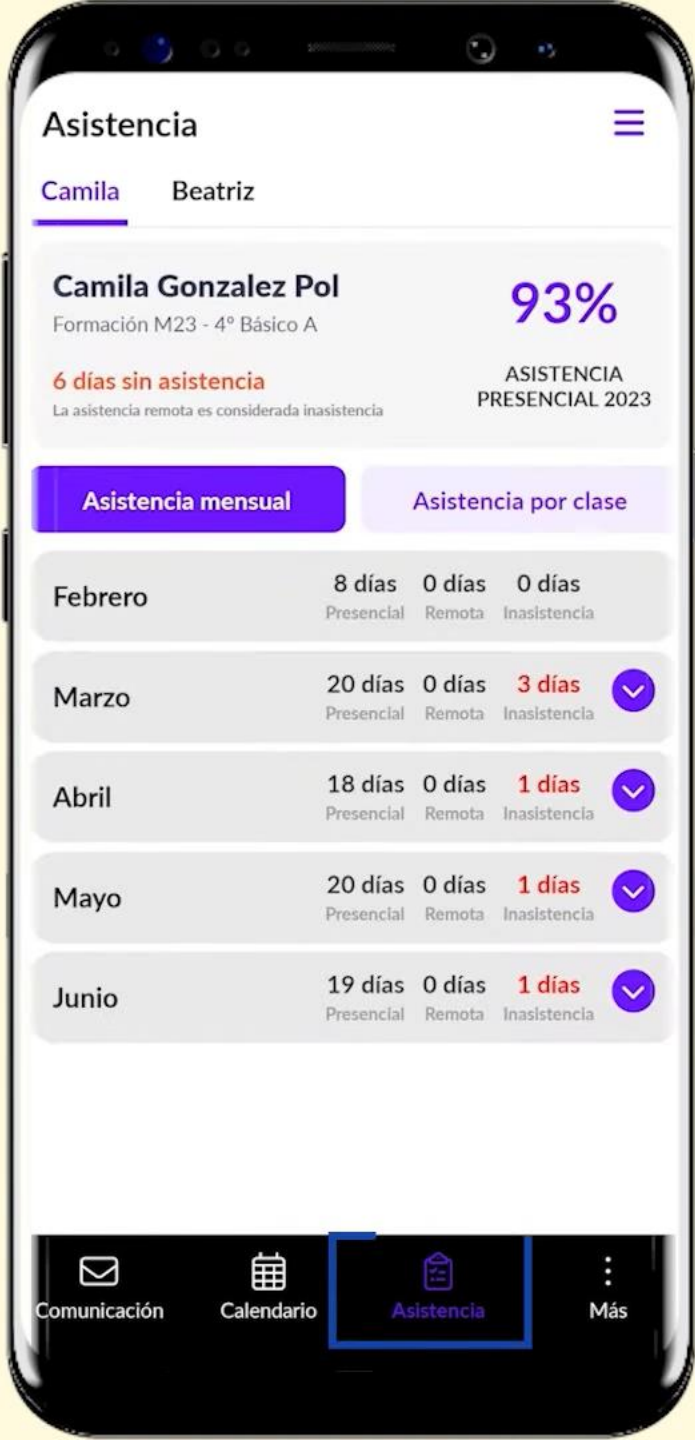 Asistencia
Camila Beatriz
Camila Gonzalez Pol
Formación M23 - 4º Básico A
93%
6 días sin asistencia
La asistencia remota es considerada inasistencia
ASISTENCIA
PRESENCIAL 2023
Asistencia mensual Asistencia por clase
Febrero
8 días 0 días 0 días
Presencial Remota Inasistencia
Marzo
20 días 0 días 3 días
Presencial Remota Inasistencia
Abril
18 días 0 días 1 días
Presencial Remota Inasistencia
Mayo
20 días 0 días 1 días
Presencial Remota Inasistencia
Junio
19 días 0 días 1 días
Presencial Remota Inasistencia
Comunicación Calendario Asistencia Más